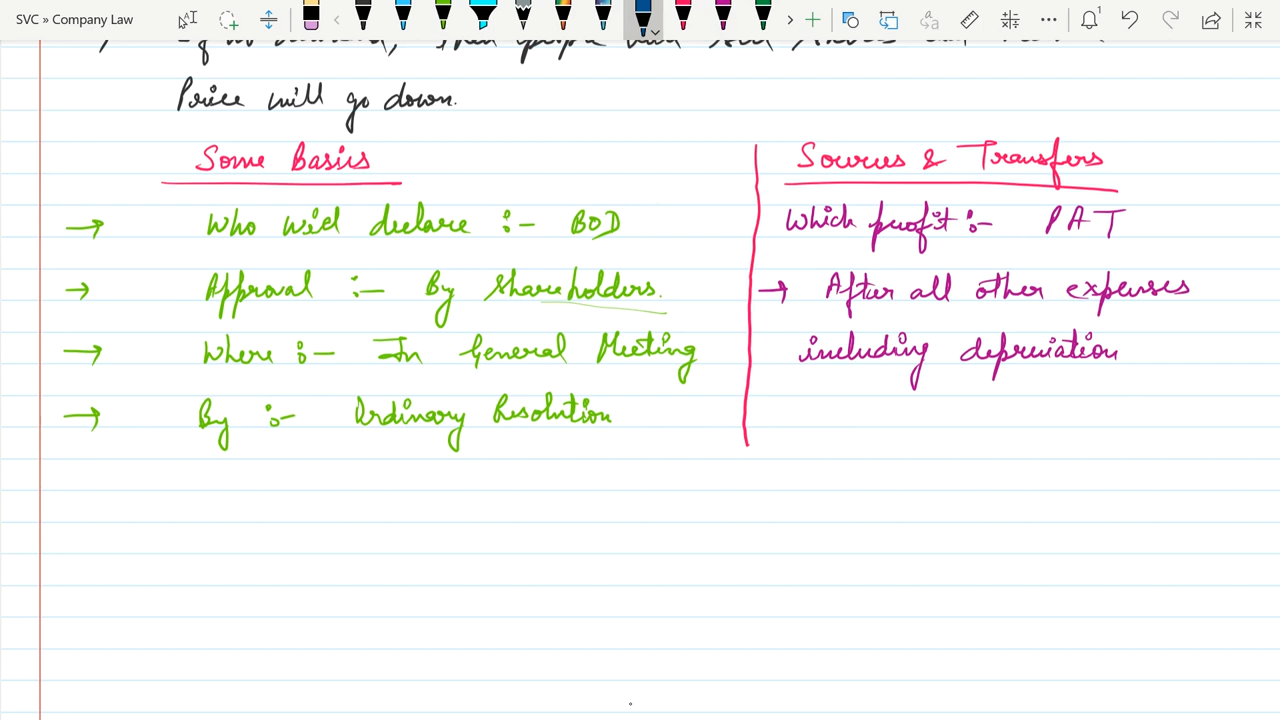 SVC » Company Law
Price will go down.
Some Basics
Who will declare :- BOD
Approval :- By Shareholders.
Where :- In General Meeting
By :- Ordinary Resolution
Sources & Transfers
Which profit :- PAT
→ After all other expenses
including depreciation